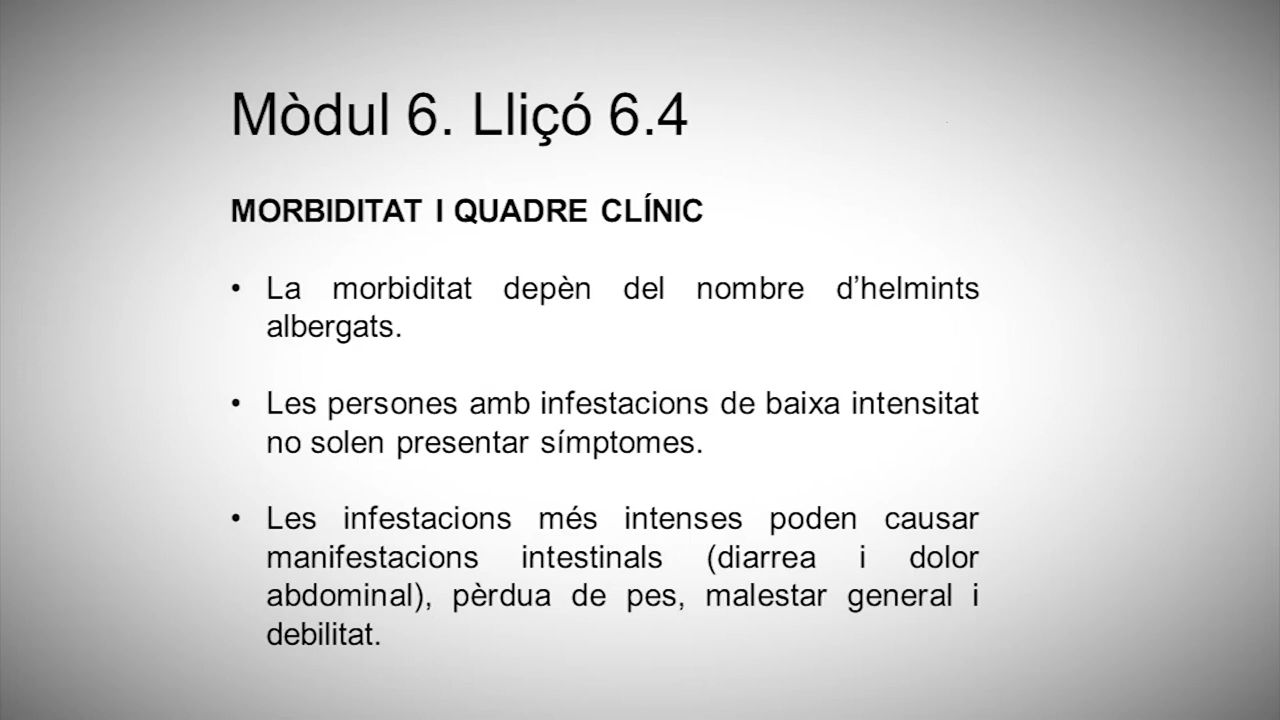 Mòdul 6. Lliçó 6.4
MORBIDITAT I QUADRE CLÍNIC
• La morbiditat depèn del nombre d’helmints
albergats.
• Les persones amb infestacions de baixa intensitat
no solen presentar símptomes.
• Les infestacions més intenses poden causar
manifestacions intestinals (diarrea i dolor
abdominal), pèrdua de pes, malestar general i
debilitat.